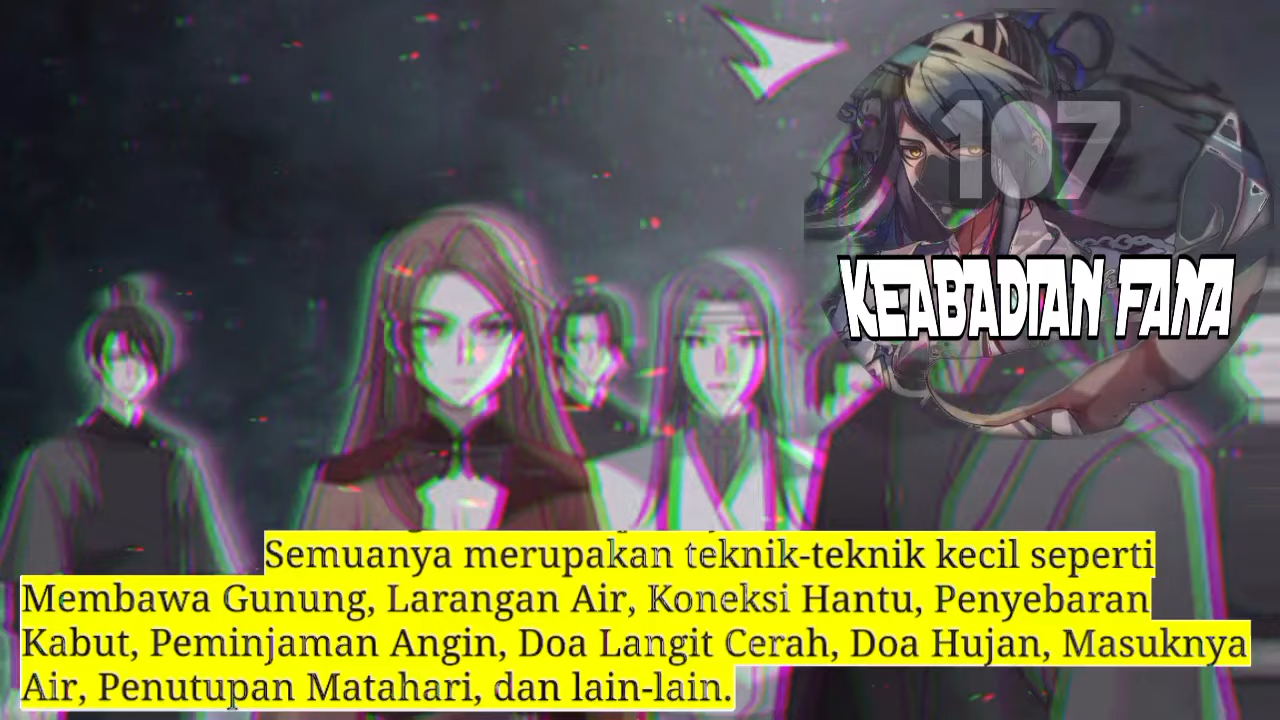 107
KEABADIAN FANA
Semuanya merupakan teknik-teknik kecil seperti
Membawa Gunung, Larangan Air, Koneksi Hantu, Penyebaran
Kabut, Peminjaman Angin, Doa Langit Cerah, Doa Hujan, Masuknya
Air, Penutupan Matahari, dan lain-lain.